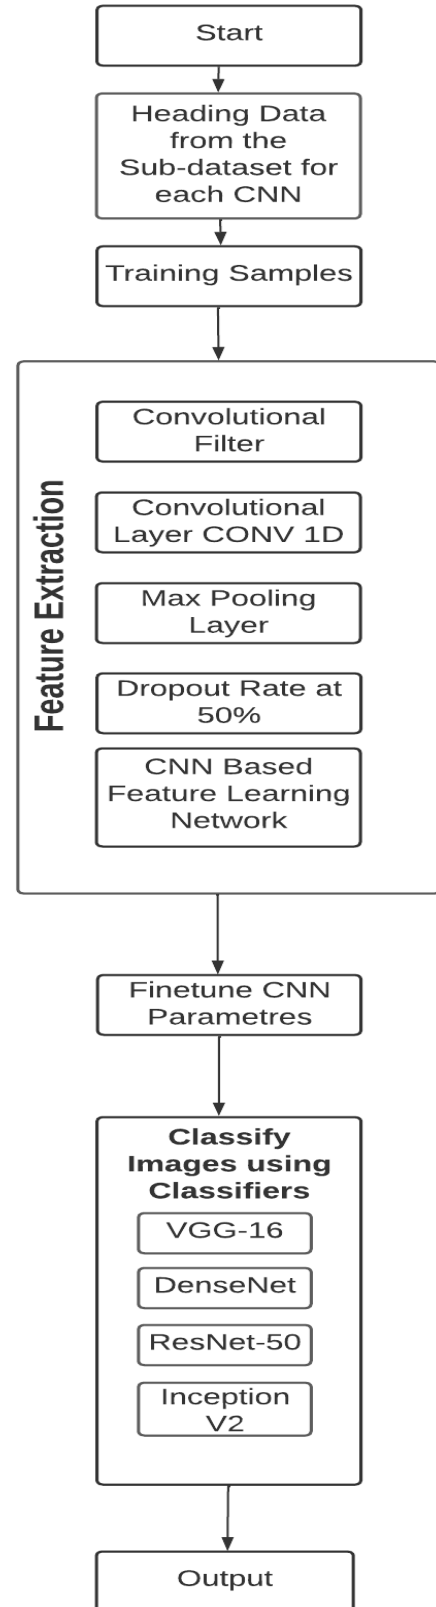 Start
Heading Data
from the
Sub-dataset for
each CNN
Training Samples
Feature Extraction
Convolutional
Filter
Convolutional
Layer CONV 1D
Max Pooling
Layer
Dropout Rate at
50%
CNN Based
Feature Learning
Network
Finetune CNN
Parametres
Classify
Images using
Classifiers
VGG-16
DenseNet
ResNet-50
Inception
V2
Output